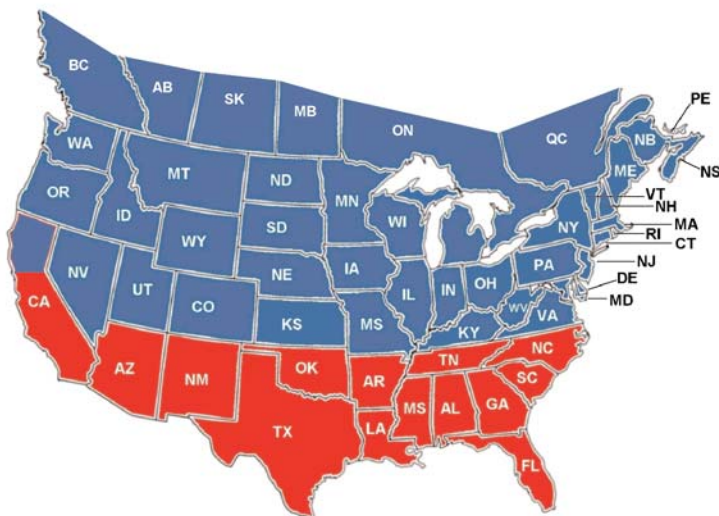 BC
AB
SK
MB
ON
QC
PE
NB
NS
ME
WA
MT
ND
MN
VT
NH
OR
ID
SD
WI
NY
MA
RI
CT
WY
NV
UT
CO
NE
IA
IL
IN
OH
PA
NJ
DE
MD
WV
VA
KS
MS
KY
CA
AZ
NM
OK
AR
TN
NC
SC
TX
LA
MS
AL
GA
FL